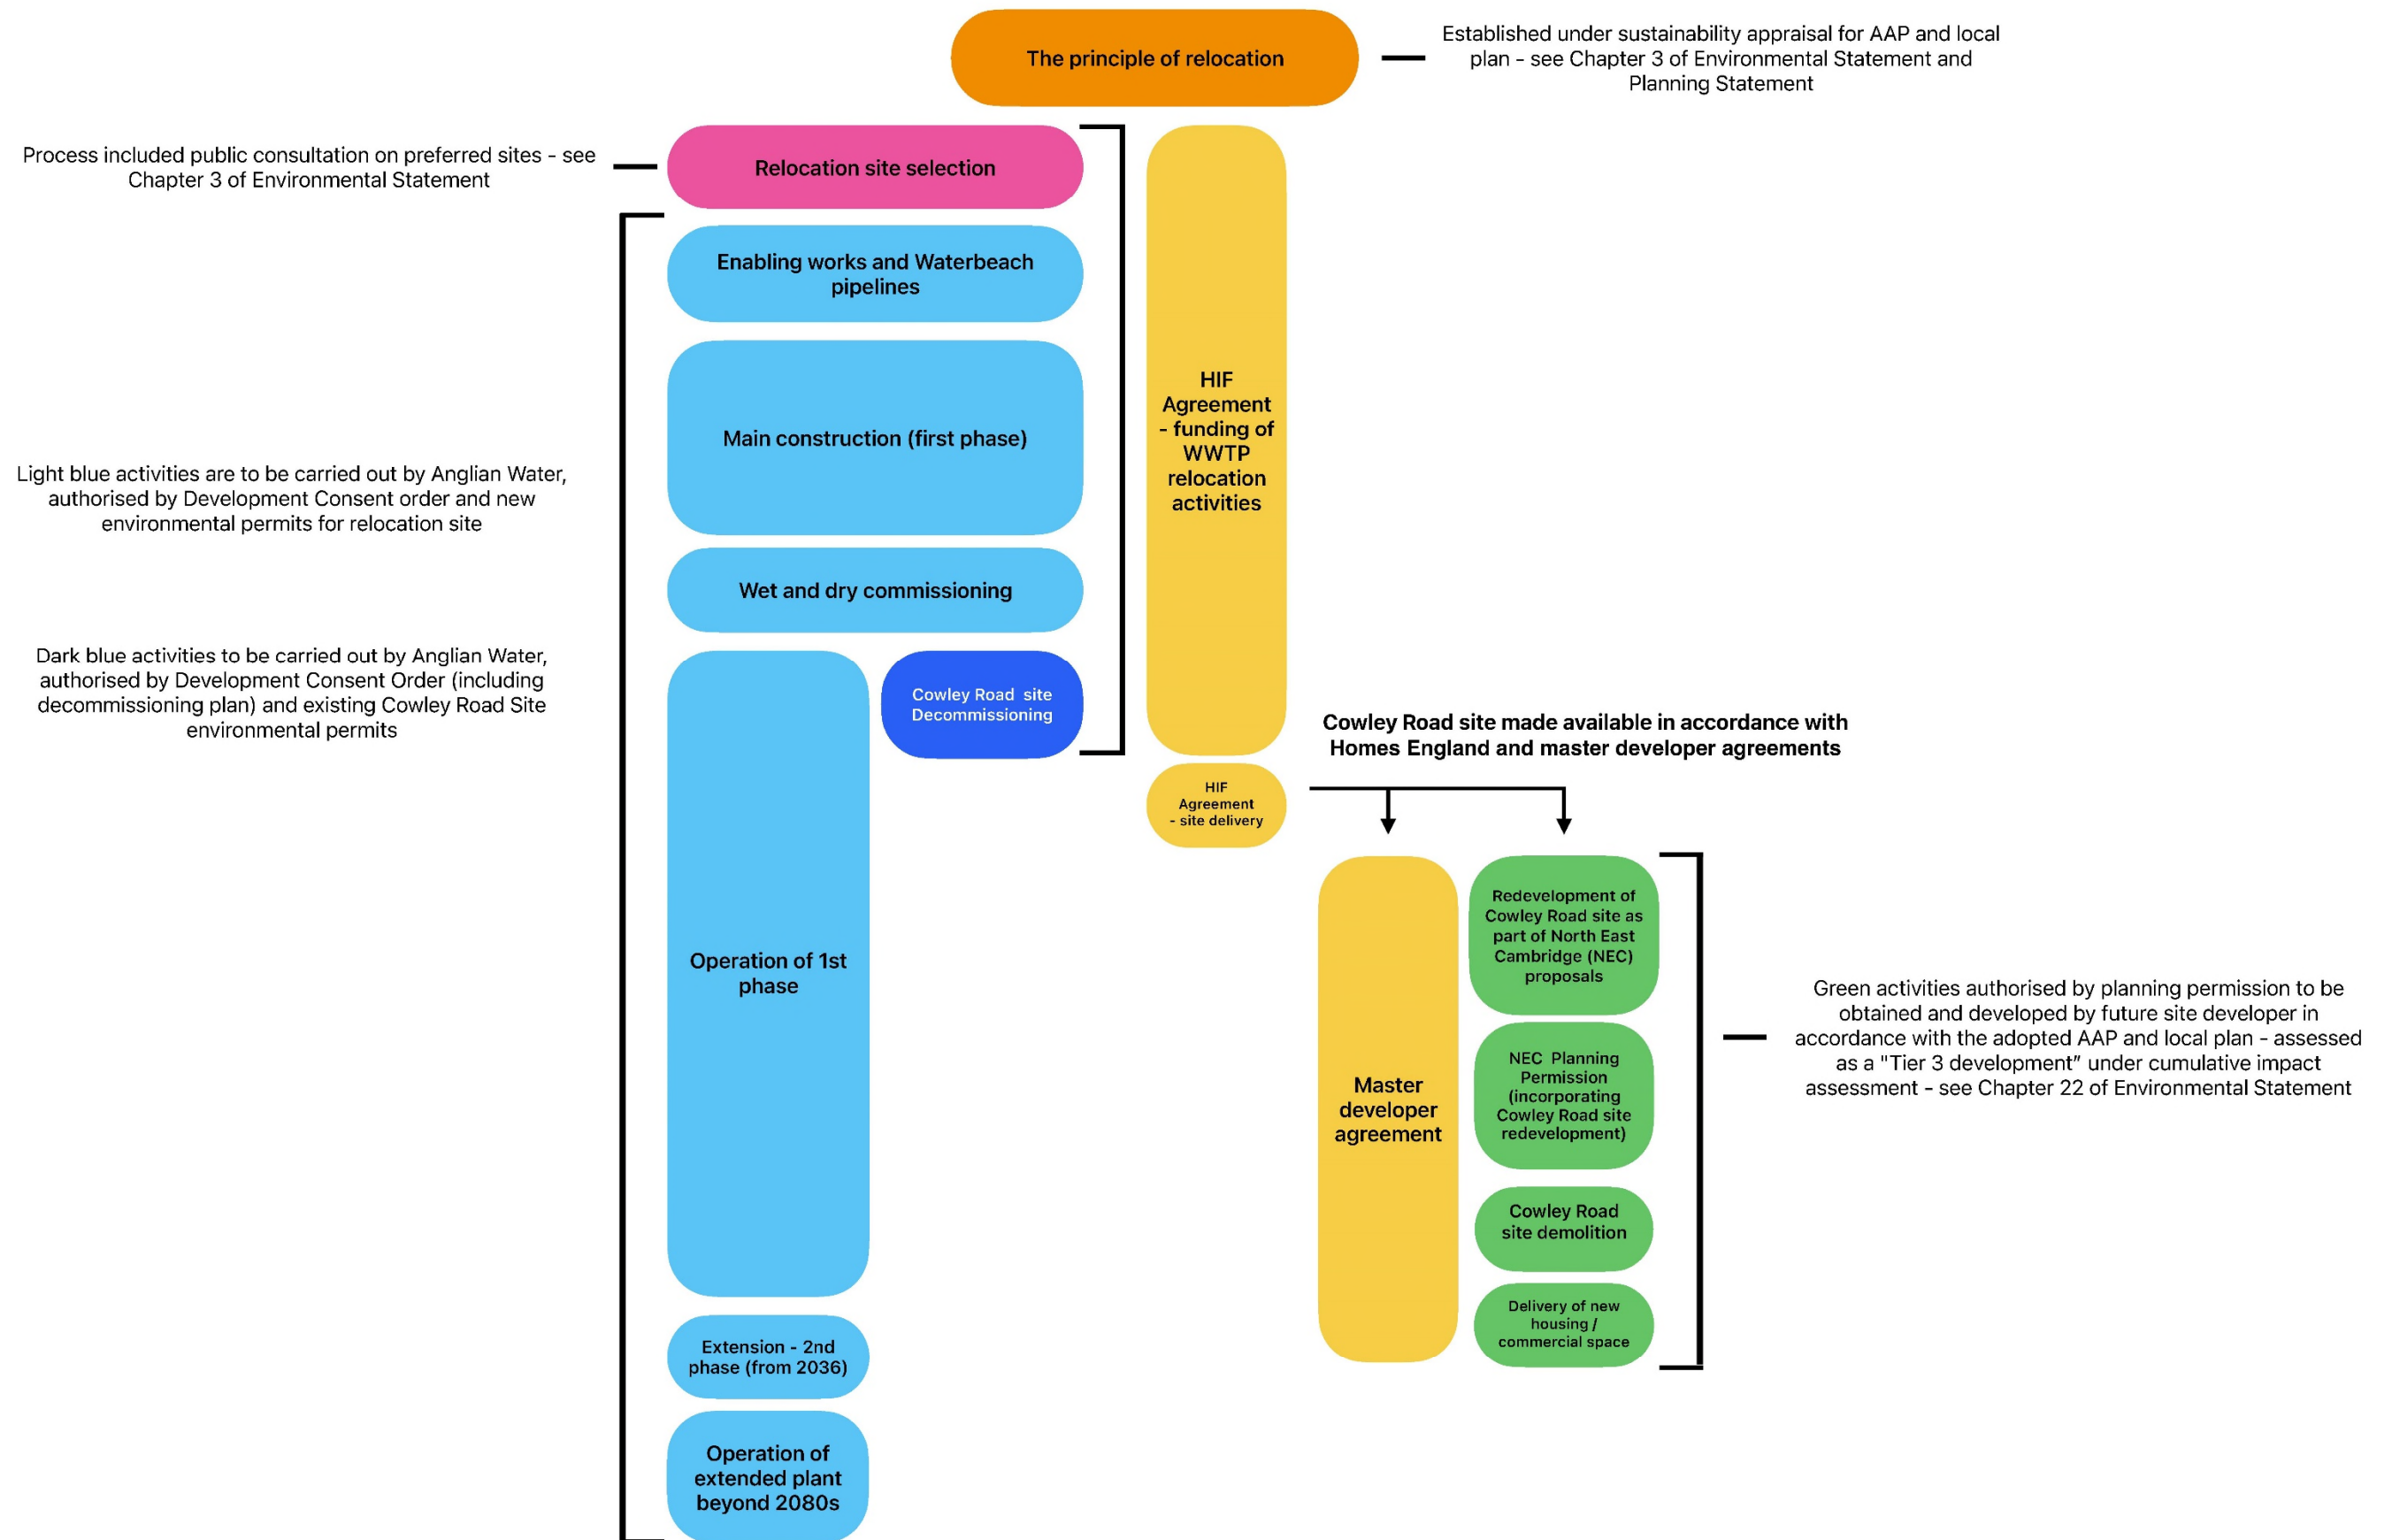 The principle of relocation
Established under sustainability appraisal for AAP and local
plan - see Chapter 3 of Environmental Statement and
Planning Statement
Process included public consultation on preferred sites - see
Chapter 3 of Environmental Statement
Relocation site selection
Enabling works and Waterbeach
pipelines
Main construction (first phase)
HIF
Agreement
- funding of
WWTP
relocation
activities
Light blue activities are to be carried out by Anglian Water,
authorised by Development Consent order and new
environmental permits for relocation site
Wet and dry commissioning
Dark blue activities to be carried out by Anglian Water,
authorised by Development Consent Order (including
decommissioning plan) and existing Cowley Road Site
environmental permits
Cowley Road site
Decommissioning
Cowley Road site made available in accordance with
Homes England and master developer agreements
HIF
Agreement
- site delivery
Operation of 1st
phase
Master
developer
agreement
Redevelopment of
Cowley Road site as
part of North East
Cambridge (NEC)
proposals
NEC Planning
Permission
(incorporating
Cowley Road site
redevelopment)
Cowley Road
site demolition
Delivery of new
housing /
commercial space
Green activities authorised by planning permission to be
obtained and developed by future site developer in
accordance with the adopted AAP and local plan - assessed
as a "Tier 3 development” under cumulative impact
assessment - see Chapter 22 of Environmental Statement
Extension - 2nd
phase (from 2036)
Operation of
extended plant
beyond 2080s